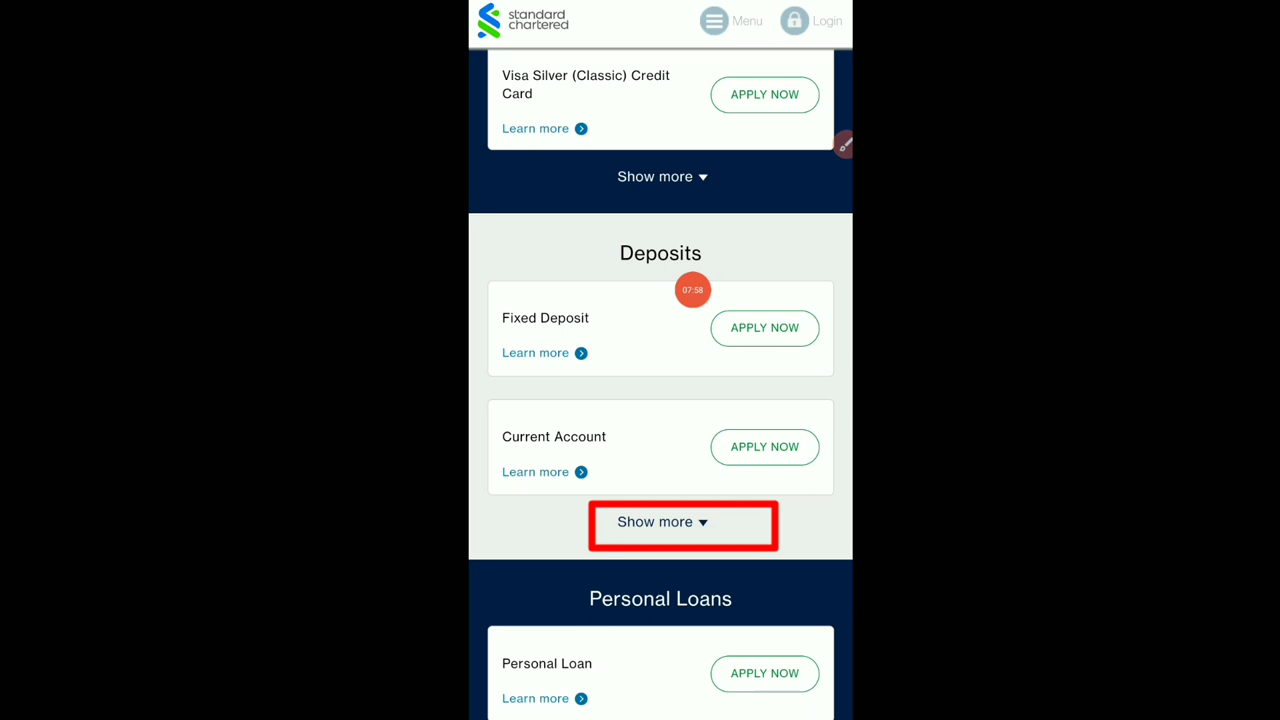 standard
chartered
Menu
Login
Visa Silver (Classic) Credit
Card
APPLY NOW
Learn more
Show more
Deposits
07:58
Fixed Deposit
APPLY NOW
Learn more
Current Account
APPLY NOW
Learn more
Show more
Personal Loans
Personal Loan
APPLY NOW
Learn more